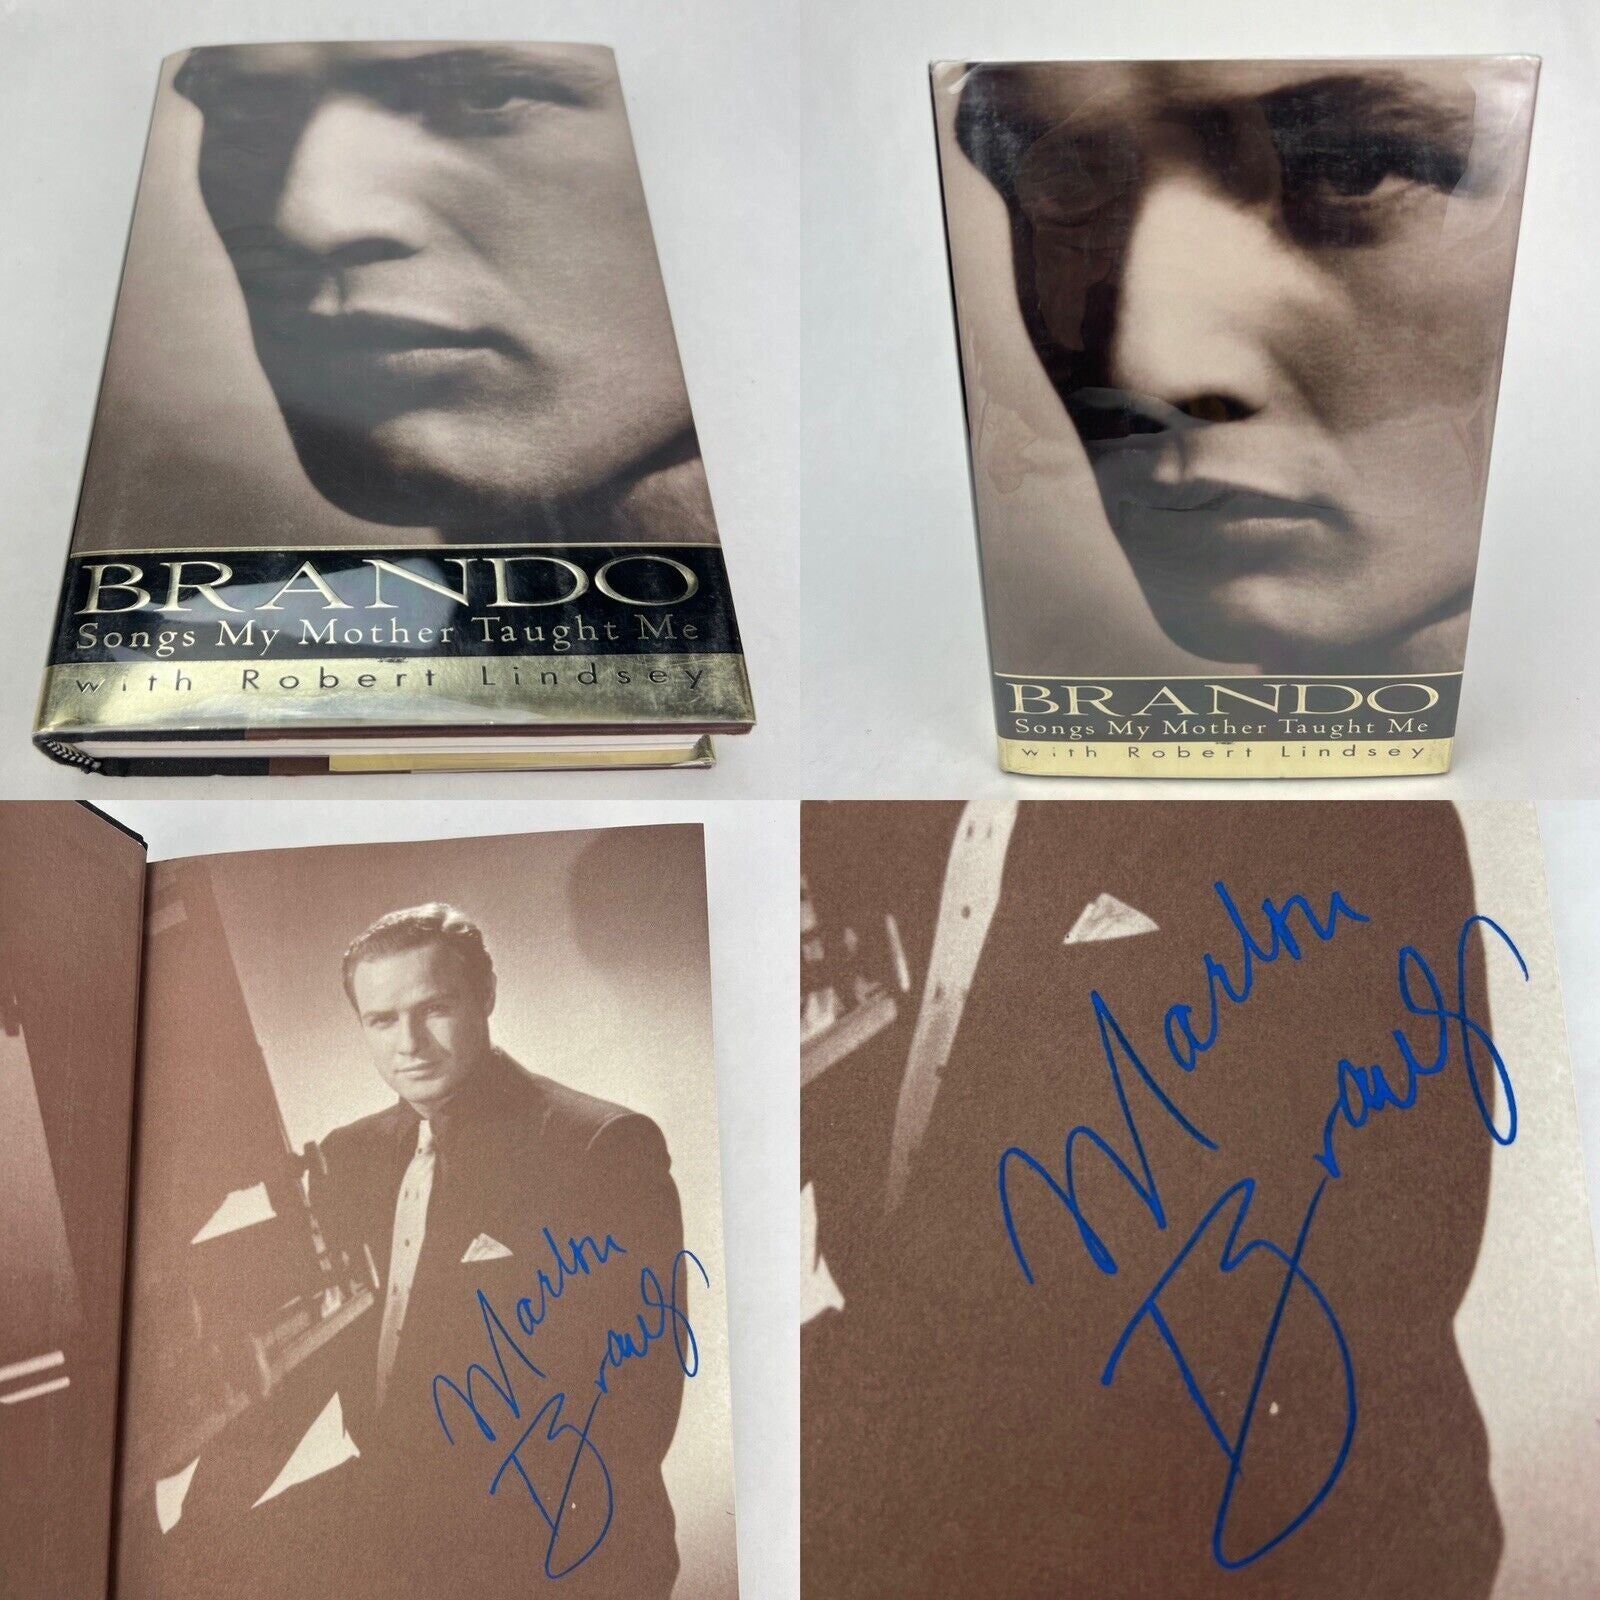 BRANDO
Songs My Mother Taught Me
with Robert Lindsey
BRANDO
Songs My Mother Taught Me
with Robert Lindsey
Marlon
Brando
Marlon
Brando